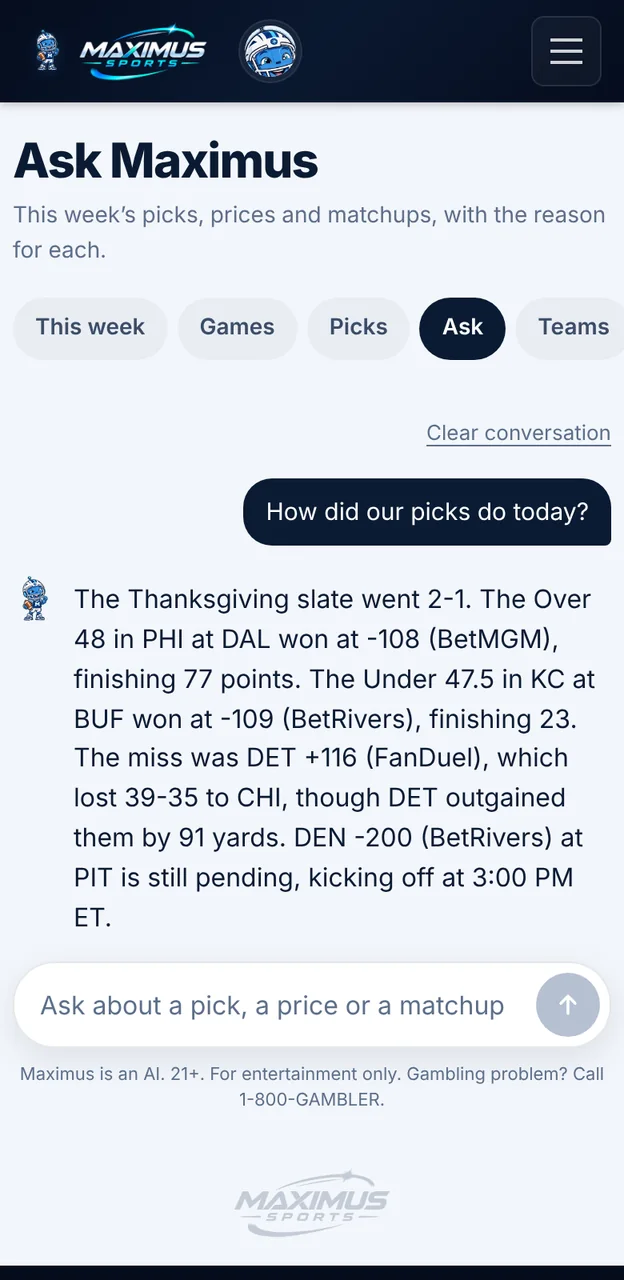 MAXIMUS
SPORTS
Ask Maximus
This week’s picks, prices and matchups, with the reason
for each.
This week
Games
Picks
Ask
Teams
Clear conversation
How did our picks do today?
The Thanksgiving slate went 2-1. The Over
48 in PHI at DAL won at -108 (BetMGM),
finishing 77 points. The Under 47.5 in KC at
BUF won at -109 (BetRivers), finishing 23.
The miss was DET +116 (FanDuel), which
lost 39-35 to CHI, though DET outgained
them by 91 yards. DEN -200 (BetRivers) at
PIT is still pending, kicking off at 3:00 PM
ET.
Ask about a pick, a price or a matchup
Maximus is an AI. 21+. For entertainment only. Gambling problem? Call
1-800-GAMBLER.
MAXIMUS
SPORTS